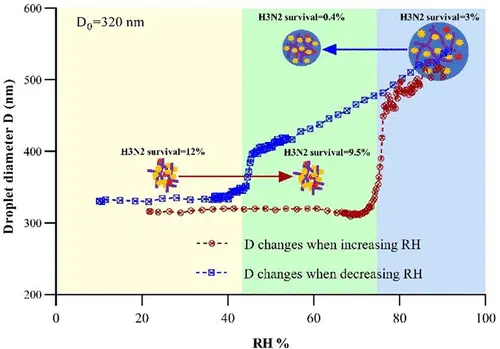 D₀=320 nm
H3N2 survival=0.4%
H3N2 survival=3%
H3N2 survival=12%
H3N2 survival=9.5%
D changes when increasing RH
D changes when decreasing RH
Droplet diameter D (nm)
600
500
400
300
200
0
20
40
60
80
100
RH %